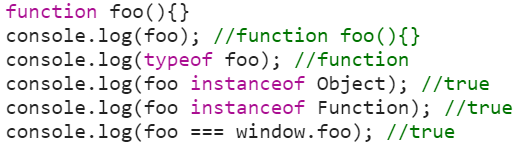 function foo(){}
console.log(foo); //function foo(){}
console.log(typeof foo); //function
console.log(foo instanceof Object); //true
console.log(foo instanceof Function); //true
console.log(foo === window.foo); //true